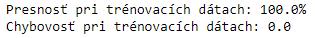 Presnosť pri trénovacích dátach: 100.0%
Chybovosť pri trénovacích dátach: 0.0